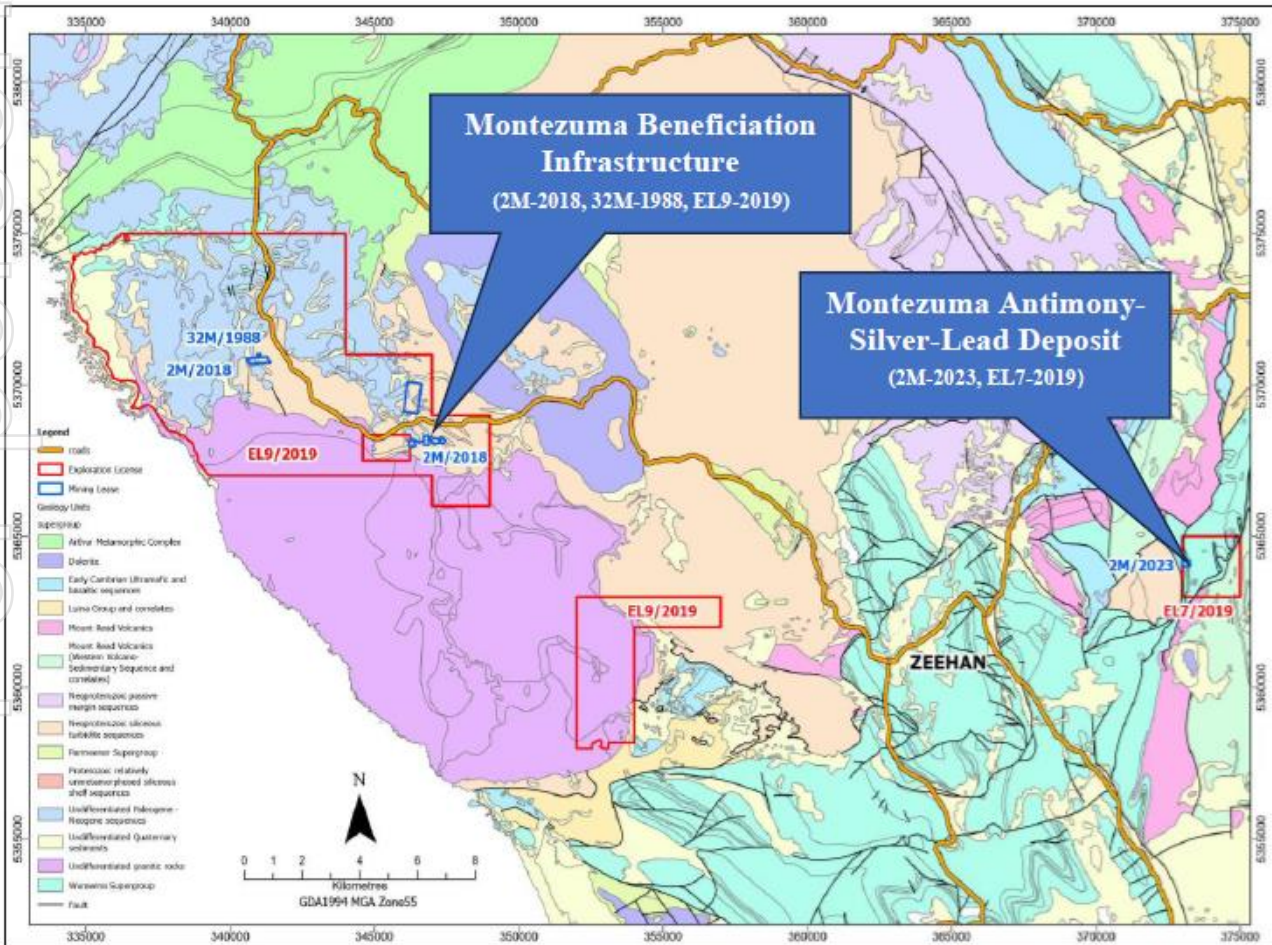 335000 340000 345000 350000 355000 360000 365000 370000 375000
5380000 5380000
Montezuma Beneficiation
Infrastructure
(2M-2018, 32M-1988, EL9-2019)
5375000 5375000
Montezuma Antimony-
Silver-Lead Deposit
(2M-2023, EL7-2019)
32M/1988
2M/2018
5370000 5370000
EL9/2019
2M/2018
5365000 5365000
2M/2023
EL7/2019
EL9/2019
ZEEHAN
5360000 5360000
5355000 5355000
Legend
roads
Exploration License
Mining Lease
Geology Units
supergroup
Arthur Metamorphic Complex
Dolerite
Early Cambrian Ultramafic and
basaltic sequences
Luina Group and correlates
Mount Read Volcanics
Mount Read Volcanics
(Western Volcano-
Sedimentary Sequence and
correlates)
Neoproterozoic passive
margin sequences
Neoproterozoic siliceous
turbidite sequences
Parmeener Supergroup
Proterozoic relatively
unmetamorphosed siliceous
shelf sequences
Undifferentiated Paleogene -
Neogene sequences
Undifferentiated Quaternary
sediments
Undifferentiated granitic rocks
Wurawina Supergroup
Fault
N
0 1 2 4 6 8
Kilometres
GDA1994 MGA Zone55
335000 340000 345000 350000 355000 360000 365000 370000 375000